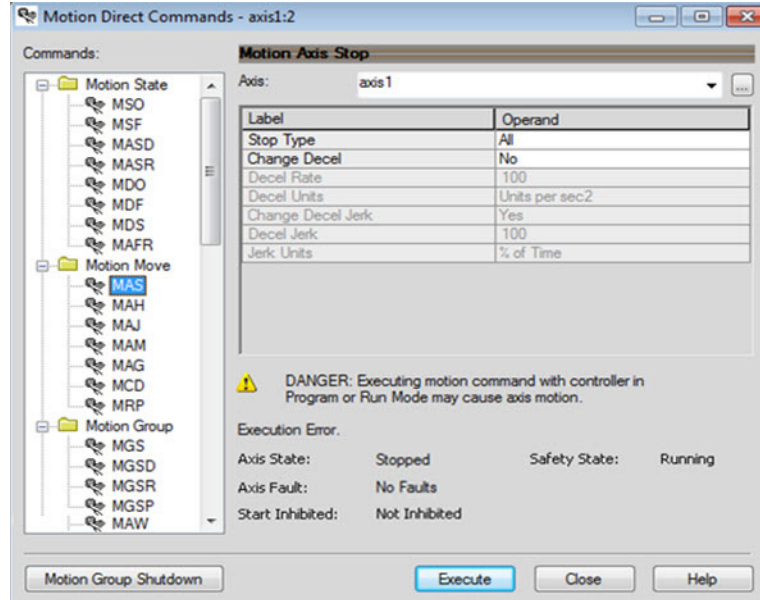 Motion Direct Commands - axis1:2
Commands:
Motion State
MSO
MSF
MASD
MASR
MDO
MDF
MDS
MAFR
Motion Move
MAS
MAH
MAJ
MAM
MAG
MCD
MRP
Motion Group
MGS
MGSD
MGSR
MGSP
MAW
Motion Axis Stop
Axis: axis1 ...
Label Operand
Stop Type All
Change Decel No
Decel Rate 100
Decel Units Units per sec2
Change Decel Jerk Yes
Decel Jerk 100
Jerk Units % of Time
DANGER: Executing motion command with controller in
Program or Run Mode may cause axis motion.
Execution Error.
Axis State: Stopped Safety State: Running
Axis Fault: No Faults
Start Inhibited: Not Inhibited
Motion Group Shutdown Execute Close Help